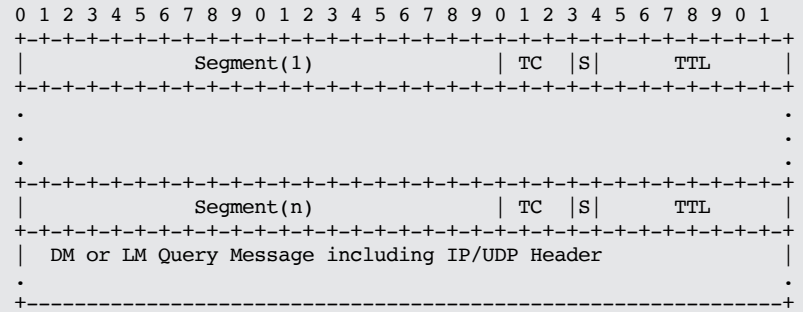 0 1 2 3 4 5 6 7 8 9 0 1 2 3 4 5 6 7 8 9 0 1 2 3 4 5 6 7 8 9 0 1
+-+-+-+-+-+-+-+-+-+-+-+-+-+-+-+-+-+-+-+-+-+-+-+-+-+-+-+-+-+-+-+-+
|               Segment(1)               | TC  |S|      TTL      |
+-+-+-+-+-+-+-+-+-+-+-+-+-+-+-+-+-+-+-+-+-+-+-+-+-+-+-+-+-+-+-+-+
.                                                               .
.                                                               .
.                                                               .
+-+-+-+-+-+-+-+-+-+-+-+-+-+-+-+-+-+-+-+-+-+-+-+-+-+-+-+-+-+-+-+-+
|               Segment(n)               | TC  |S|      TTL      |
+-+-+-+-+-+-+-+-+-+-+-+-+-+-+-+-+-+-+-+-+-+-+-+-+-+-+-+-+-+-+-+-+
|  DM or LM Query Message including IP/UDP Header               |
.                                                               .
+---------------------------------------------------------------+